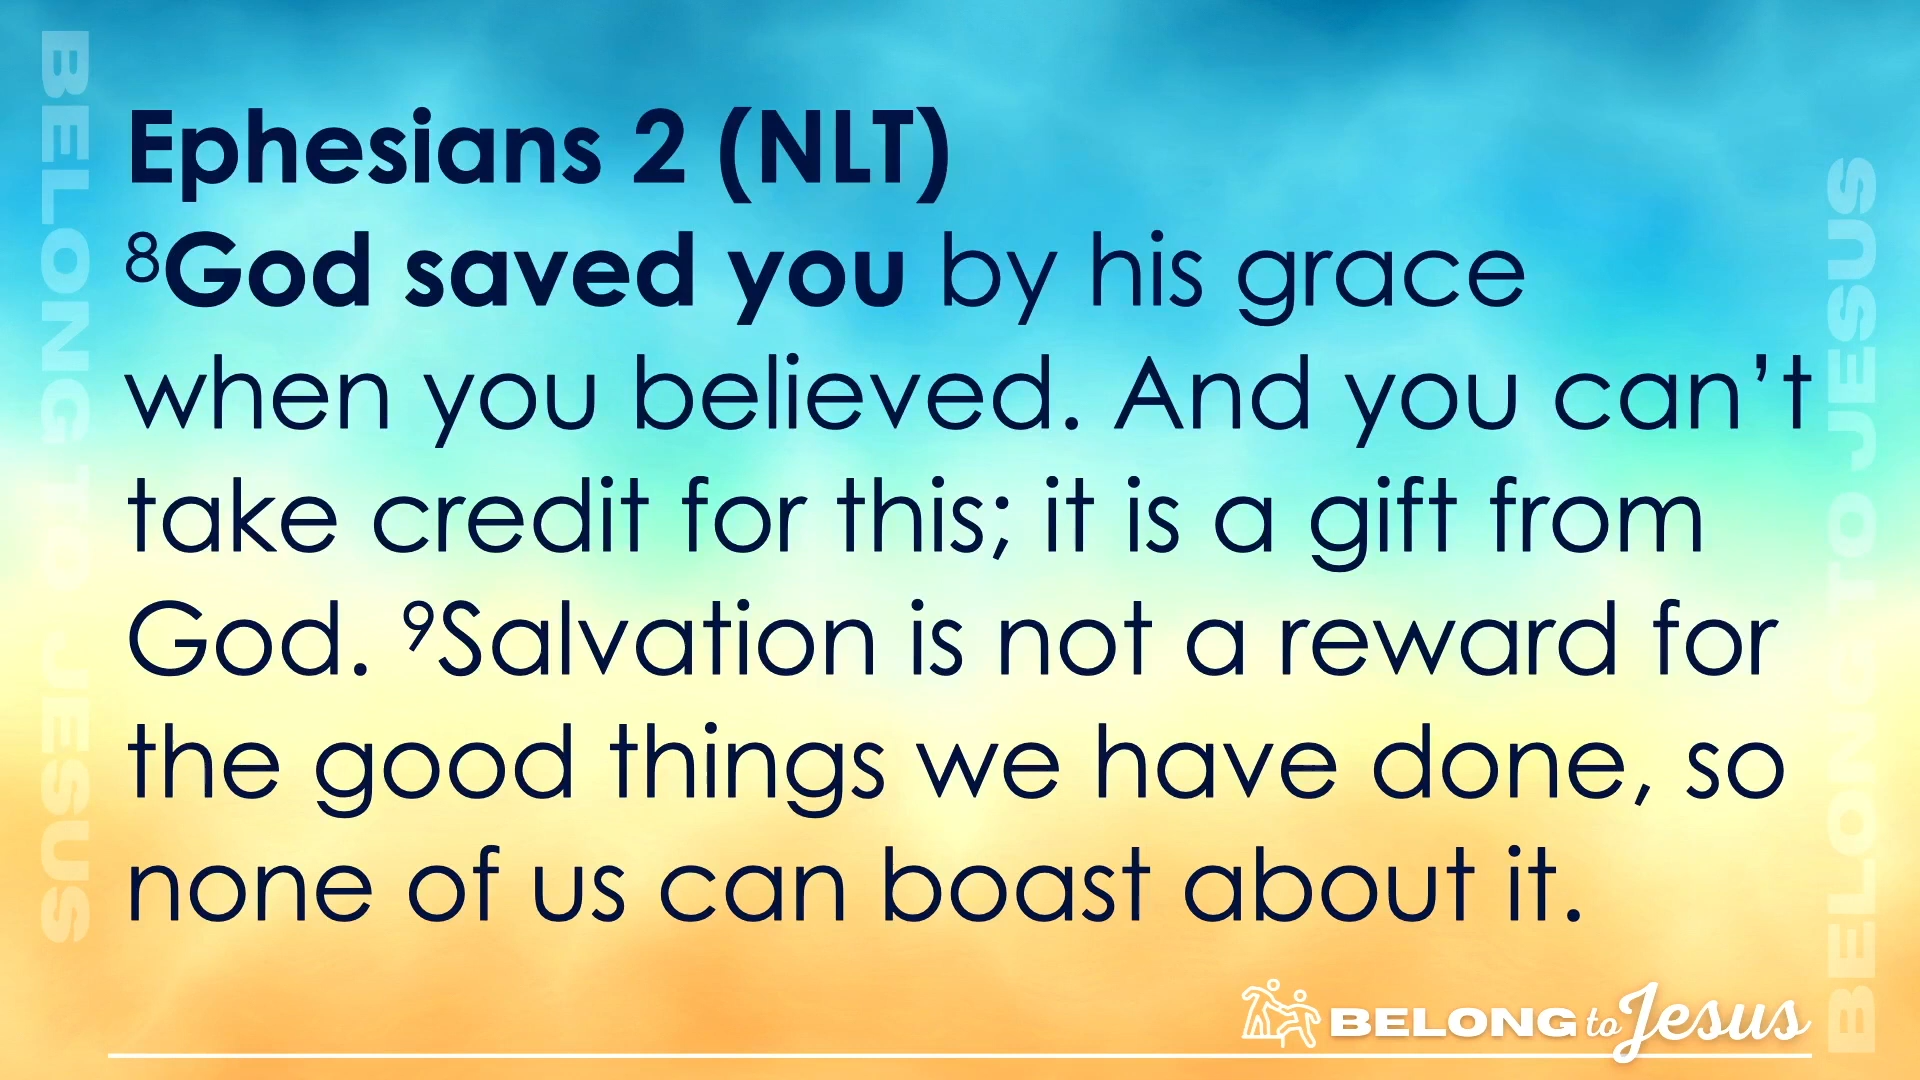 BELONG TO JESUS
Ephesians 2 (NLT)
⁸God saved you by his grace
when you believed. And you can’t
take credit for this; it is a gift from
God. ⁹Salvation is not a reward for
the good things we have done, so
none of us can boast about it.
BELONG to Jesus
BELONG TO JESUS